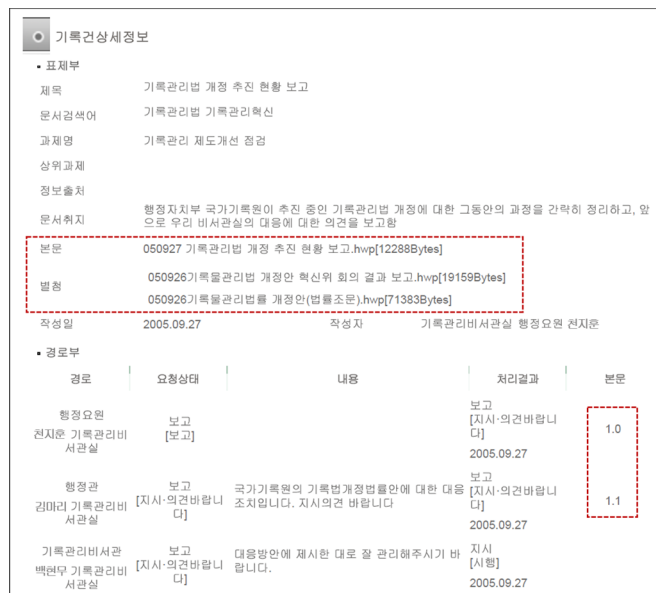 기록건상세정보
▪ 표제부
제목 기록관리법 개정 추진 현황 보고
문서검색어 기록관리법 기록관리혁신
과제명 기록관리 제도개선 점검
상위과제
정보출처
문서취지 행정자치부 국가기록원이 추진 중인 기록관리법 개정에 대한 그동안의 과정을 간략히 정리하고, 앞
으로 우리 비서관실의 대응에 대한 의견을 보고함
본문 050927 기록관리법 개정 추진 현황 보고.hwp[12288Bytes]
별첨 050926기록물관리법 개정안 혁신위 회의 결과 보고.hwp[19159Bytes]
050926기록물관리법률 개정안(법률조문).hwp[71383Bytes]
작성일 2005.09.27 작성자 기록관리비서관실 행정요원 천지훈
▪ 경로부
경로 요청상태 내용 처리결과 본문
행정요원
천지훈 기록관리비
서관실
보고
[보고]
보고
[지시·의견바랍니
다]
2005.09.27
1.0
행정관
김마리 기록관리비
서관실
보고
[지시·의견바랍니
다]
국가기록원의 기록법개정법률안에 대한 대응
조치입니다. 지시의견 바랍니다
보고
[지시·의견바랍니
다]
2005.09.27
1.1
기록관리비서관
백현무 기록관리비
서관실
보고
[지시·의견바랍니
다]
대응방안에 제시한 대로 잘 관리해주시기 바
랍니다.
지시
[시행]
2005.09.27